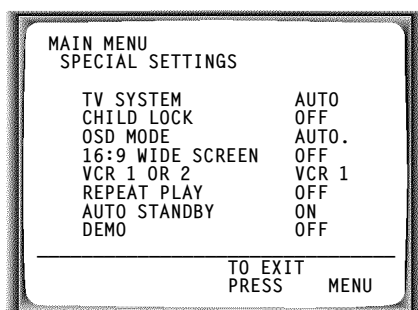 MAIN MENU
SPECIAL SETTINGS
TV SYSTEM AUTO
CHILD LOCK OFF
OSD MODE AUTO.
16:9 WIDE SCREEN OFF
VCR 1 OR 2 VCR 1
REPEAT PLAY OFF
AUTO STANDBY ON
DEMO OFF
TO EXIT
PRESS MENU